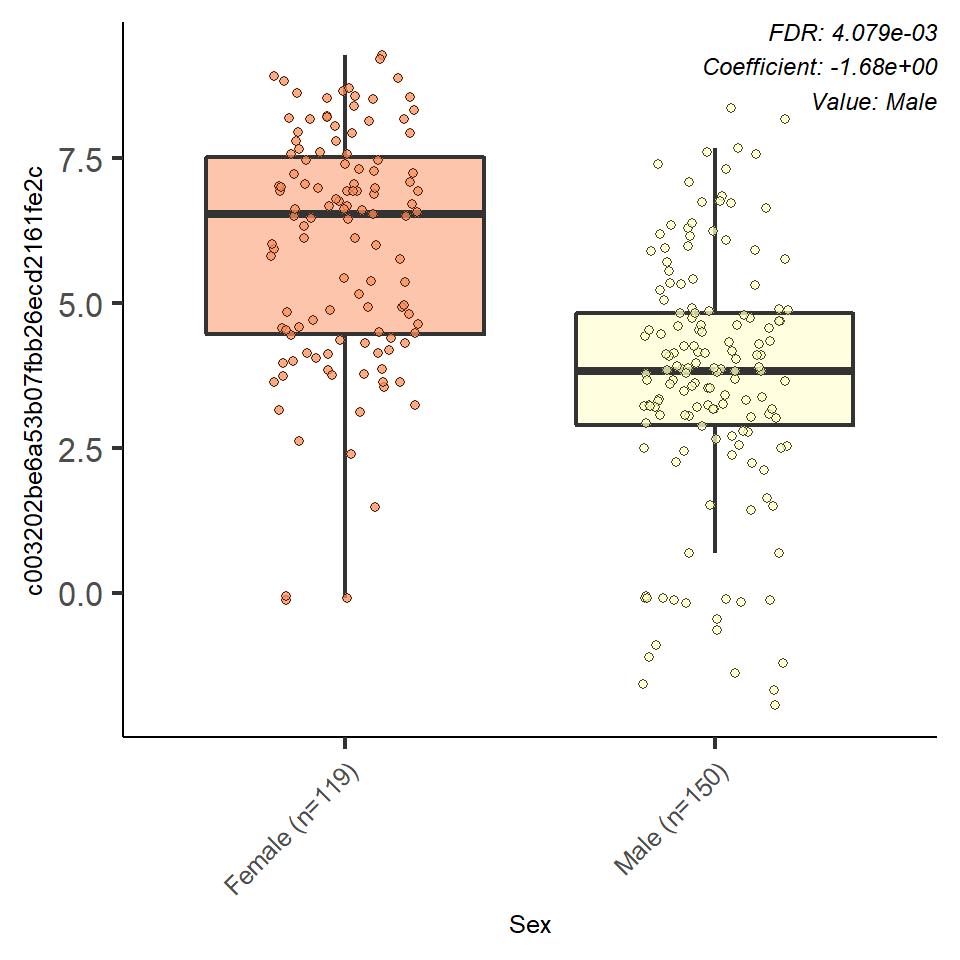 FDR: 4.079e-03
Coefficient: -1.68e+00
Value: Male
c003202be6a53b07fbb26ecd2161fe2c
7.5
5.0
2.5
0.0
Female (n=119)
Male (n=150)
Sex